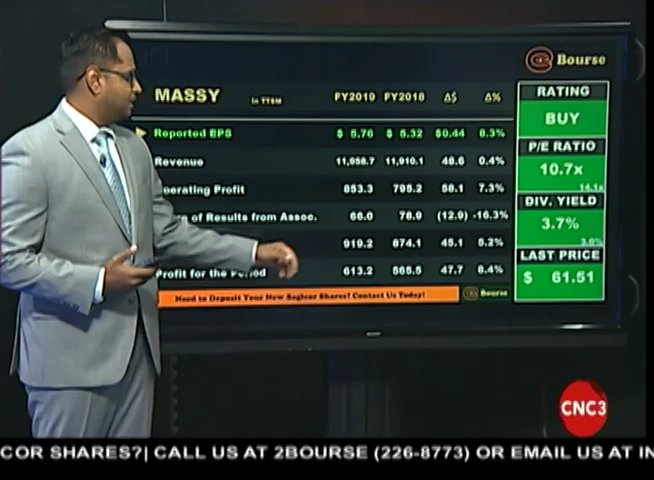 Bourse
MASSY in TT$M FY2019 FY2018 Δ$ Δ%
Reported EPS $ 5.76 $ 5.32 $0.44 8.3%
Revenue 11,958.7 11,910.1 48.6 0.4%
perating Profit 853.3 795.2 58.1 7.3%
of Results from Assoc. 66.0 78.9 (12.9) -16.3%
919.2 874.1 45.1 5.2%
Profit for the Period 613.2 565.5 47.7 8.4%
Need to Deposit Your New Sagicor Shares? Contact Us Today! Bourse
RATING
BUY
P/E RATIO
10.7x
14.1x
DIV. YIELD
3.7%
3.0%
LAST PRICE
$ 61.51
CNC3
COR SHARES?| CALL US AT 2BOURSE (226-8773) OR EMAIL US AT IN